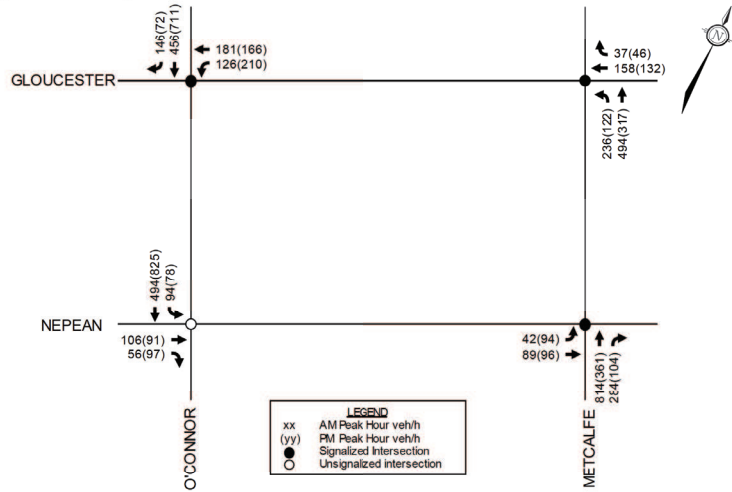 146(72)
456(711)
181(166)
126(210)
GLOUCESTER
37(46)
158(132)
236(122)
494(317)
N
494(825)
94(78)
NEPEAN
106(91)
56(97)
42(94)
89(96)
814(361)
284(104)
O'CONNOR
METCALFE
LEGEND
xx AM Peak Hour veh/h
(yy) PM Peak Hour veh/h
Signalized Intersection
Unsignalized intersection